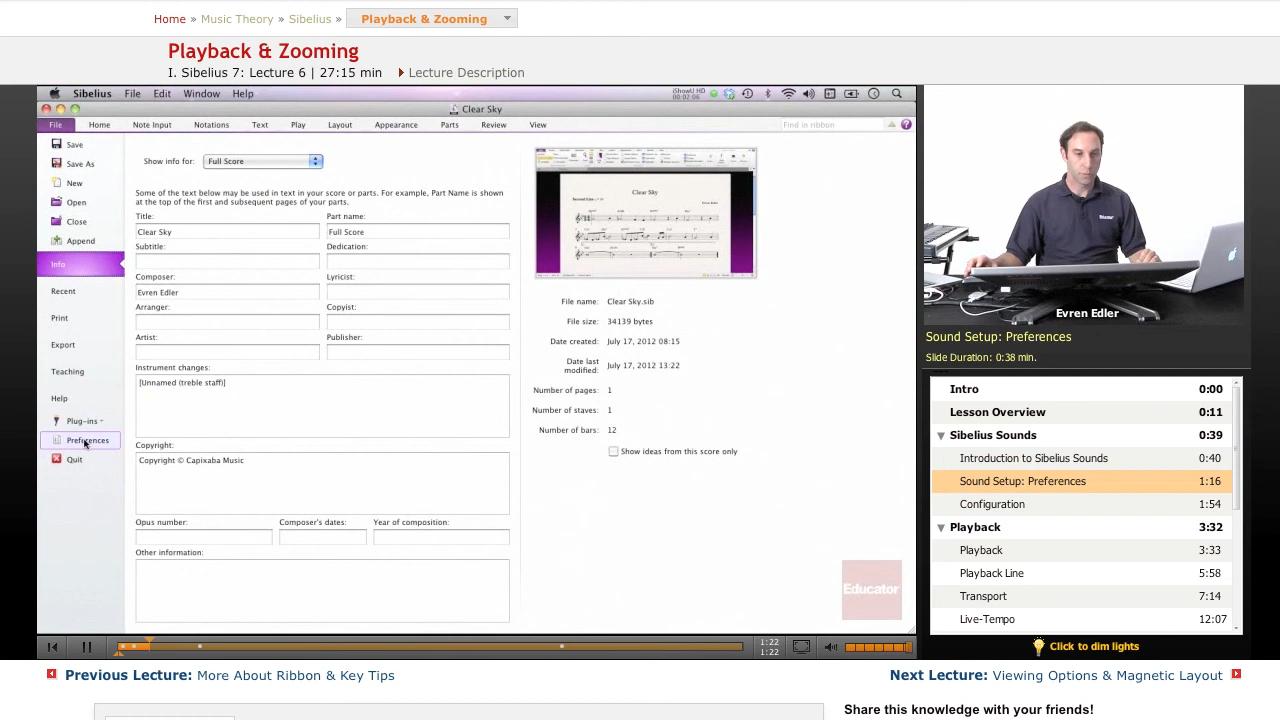 Home » Music Theory » Sibelius » Playback & Zooming
Playback & Zooming
I. Sibelius 7: Lecture 6 | 27:15 min Lecture Description
Sibelius File Edit Window Help
iShowU HD
00:02:06
Clear Sky
File Home Note Input Notations Text Play Layout Appearance Parts Review View Find in ribbon
Save
Save As
New
Open
Close
Append
Info
Recent
Print
Export
Teaching
Help
Plug-ins
Preferences
Quit
Show info for: Full Score
Some of the text below may be used in text in your score or parts. For example, Part Name is shown
at the top of the first and subsequent pages of your parts.
Title: Part name:
Clear Sky Full Score
Subtitle: Dedication:
Composer: Lyricist:
Evren Edler
Arranger: Copyist:
Artist: Publisher:
Instrument changes:
[Unnamed (treble staff)]
Copyright:
Copyright © Capixaba Music
Opus number: Composer's dates: Year of composition:
Other information:
Clear Sky
Evren Edler
File name: Clear Sky.sib
File size: 34139 bytes
Date created: July 17, 2012 08:15
Date last
modified: July 17, 2012 13:22
Number of pages: 1
Number of staves: 1
Number of bars: 12
Show ideas from this score only
Educator
1:22
1:22
Evren Edler
Sound Setup: Preferences
Slide Duration: 0:38 min.
Intro 0:00
Lesson Overview 0:11
Sibelius Sounds 0:39
Introduction to Sibelius Sounds 0:40
Sound Setup: Preferences 1:16
Configuration 1:54
Playback 3:32
Playback 3:33
Playback Line 5:58
Transport 7:14
Live-Tempo 12:07
Click to dim lights
Previous Lecture: More About Ribbon & Key Tips
Next Lecture: Viewing Options & Magnetic Layout
Share this knowledge with your friends!